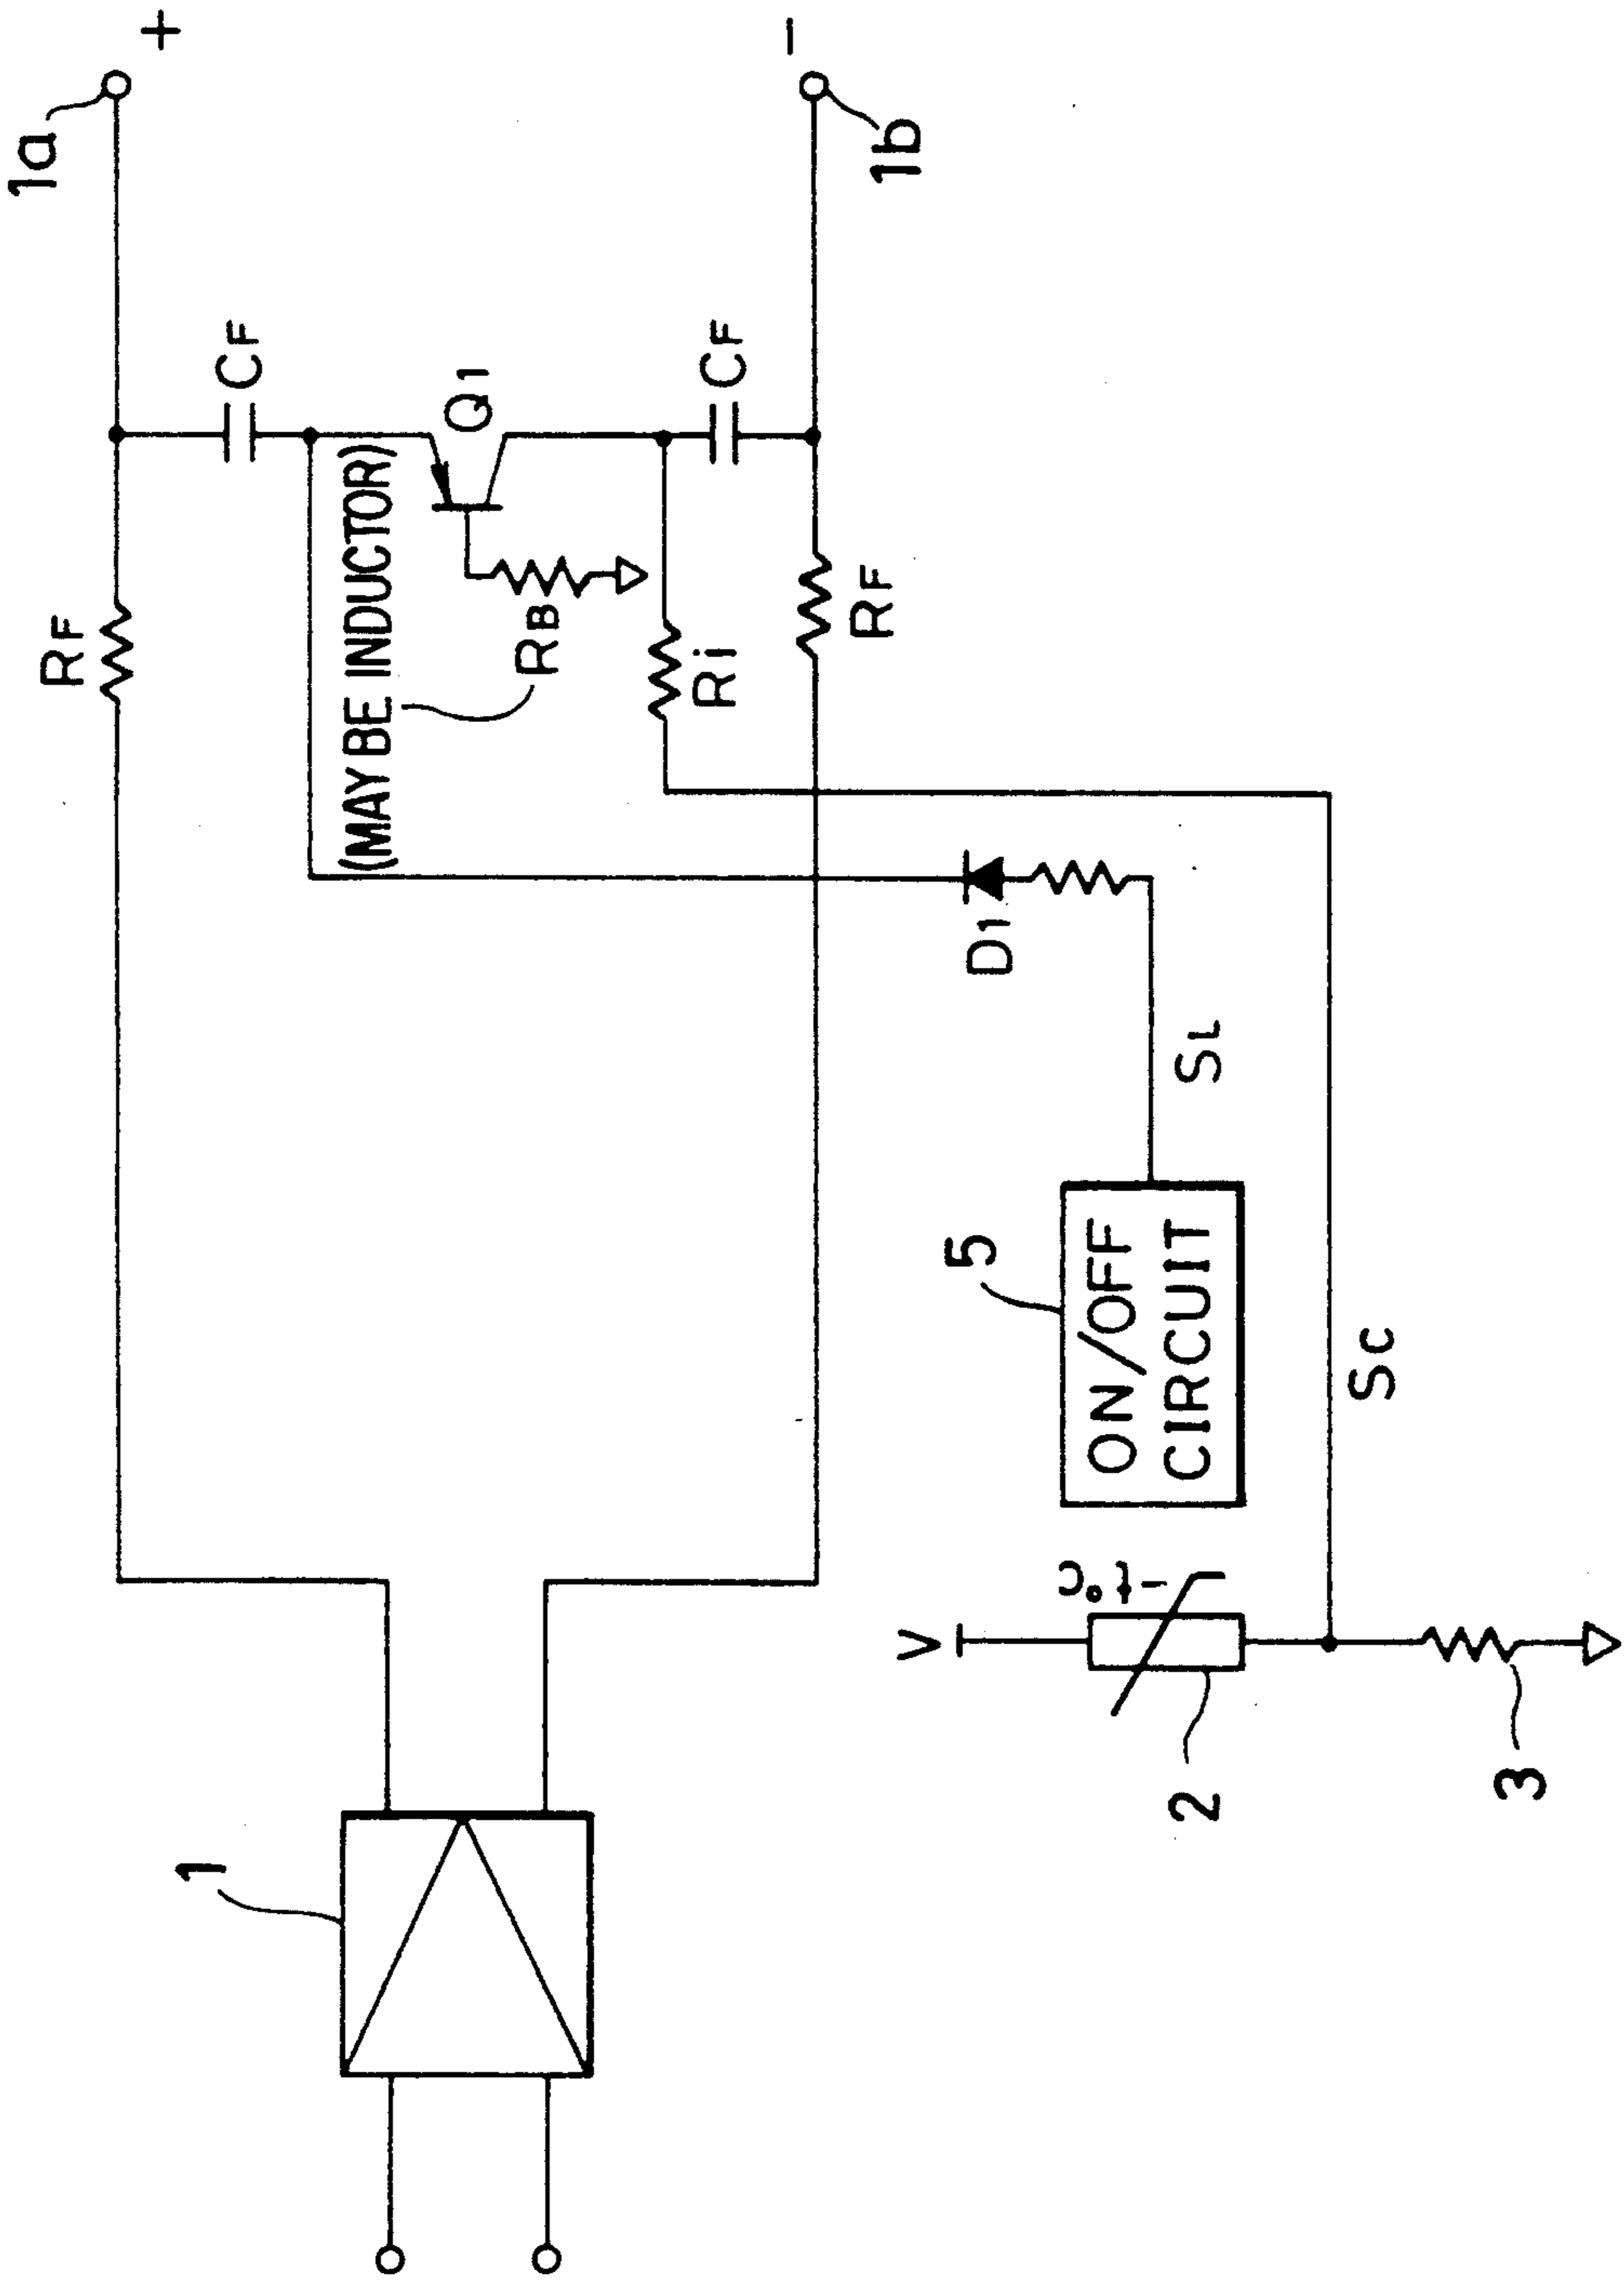 1
RF
1a
+
CF
(MAY BE INDUCTOR)
Q1
RB
Ri
CF
RF
1b
−
V
-t°C
2
3
5
ON/OFF
CIRCUIT
SL
D1
SC